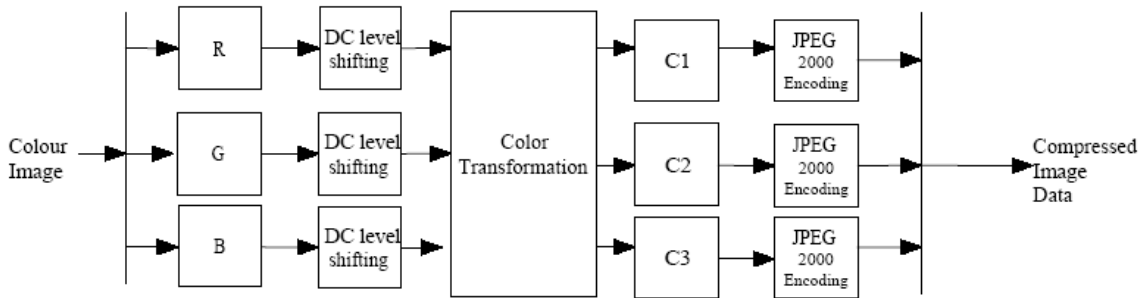 Colour
Image
R
G
B
DC level
shifting
DC level
shifting
DC level
shifting
Color
Transformation
C1
C2
C3
JPEG
2000
Encoding
JPEG
2000
Encoding
JPEG
2000
Encoding
Compressed
Image
Data